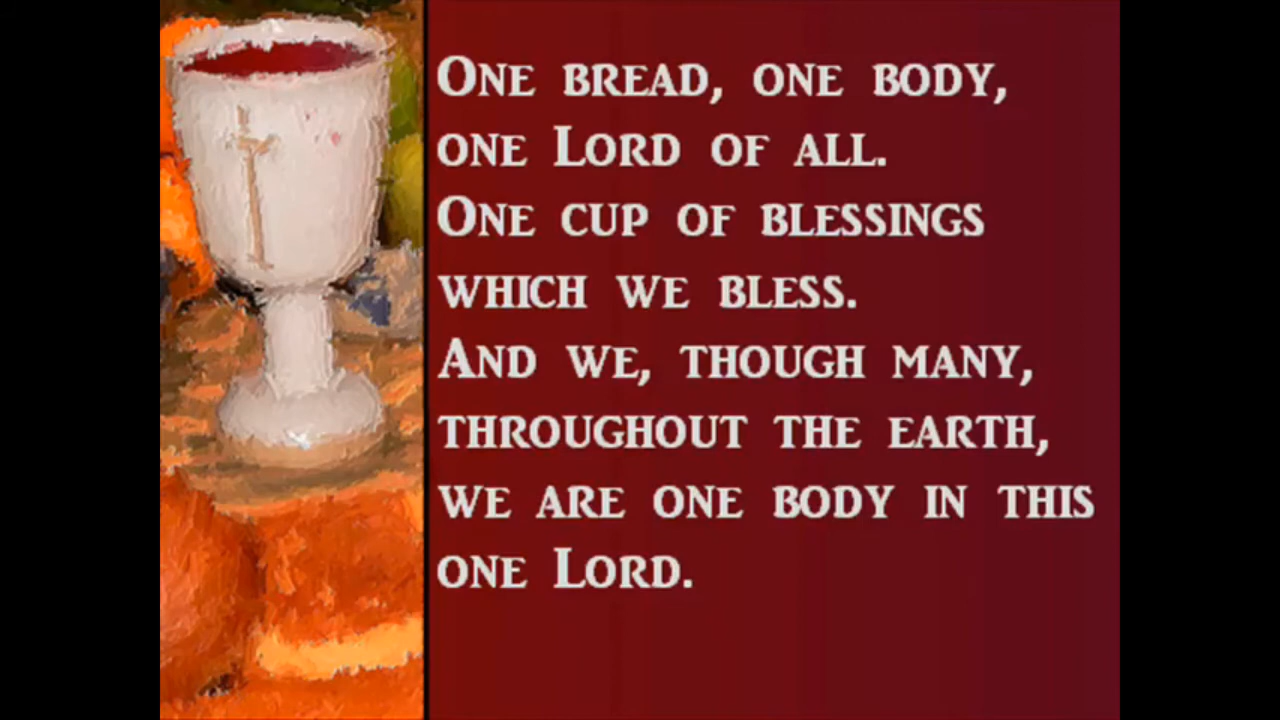 One bread, one body,
one Lord of all.
One cup of blessings
which we bless.
And we, though many,
throughout the earth,
we are one body in this
one Lord.